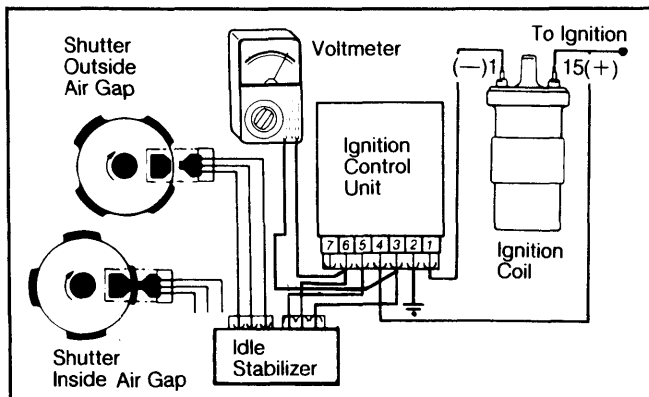 Shutter
Outside
Air Gap
Voltmeter
To Ignition
(—)1
15(+)
Ignition
Control
Unit
7 6 5 4 3 2 1
Ignition
Coil
Idle
Stabilizer
Shutter
Inside Air Gap